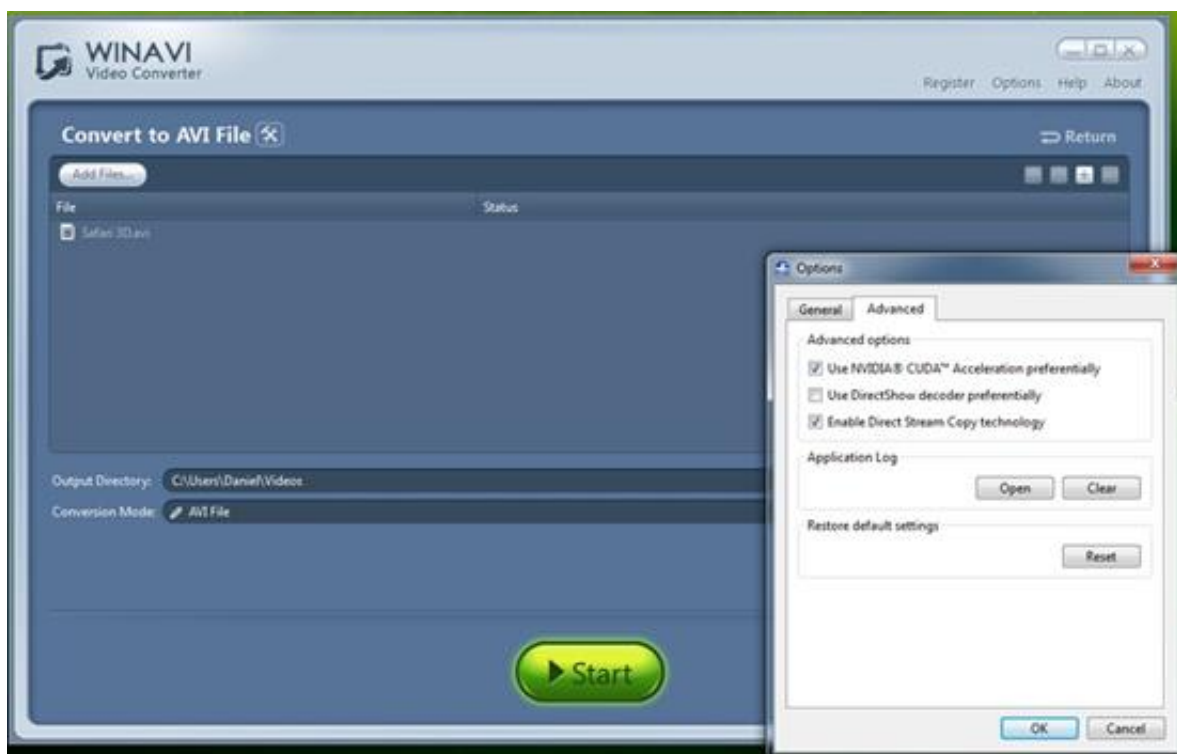 WINAVI
Video Converter
Register Options Help About
Convert to AVI File
Return
Add Files...
File Status
Safari 3D.avi
Output Directory: C:\Users\Daniel\Videos
Conversion Mode: AVI File
Start
Options
General Advanced
Advanced options
Use NVIDIA® CUDA™ Acceleration preferentially
Use DirectShow decoder preferentially
Enable Direct Stream Copy technology
Application Log
Open Clear
Restore default settings
Reset
OK Cancel